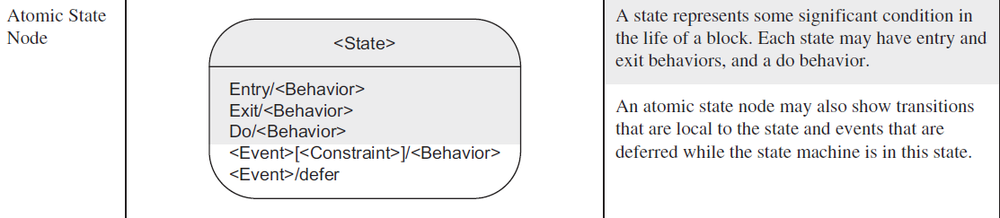 Atomic State
Node
<State>
Entry/<Behavior>
Exit/<Behavior>
Do/<Behavior>
<Event>[<Constraint>]/<Behavior>
<Event>/defer
A state represents some significant condition in
the life of a block. Each state may have entry and
exit behaviors, and a do behavior.
An atomic state node may also show transitions
that are local to the state and events that are
deferred while the state machine is in this state.